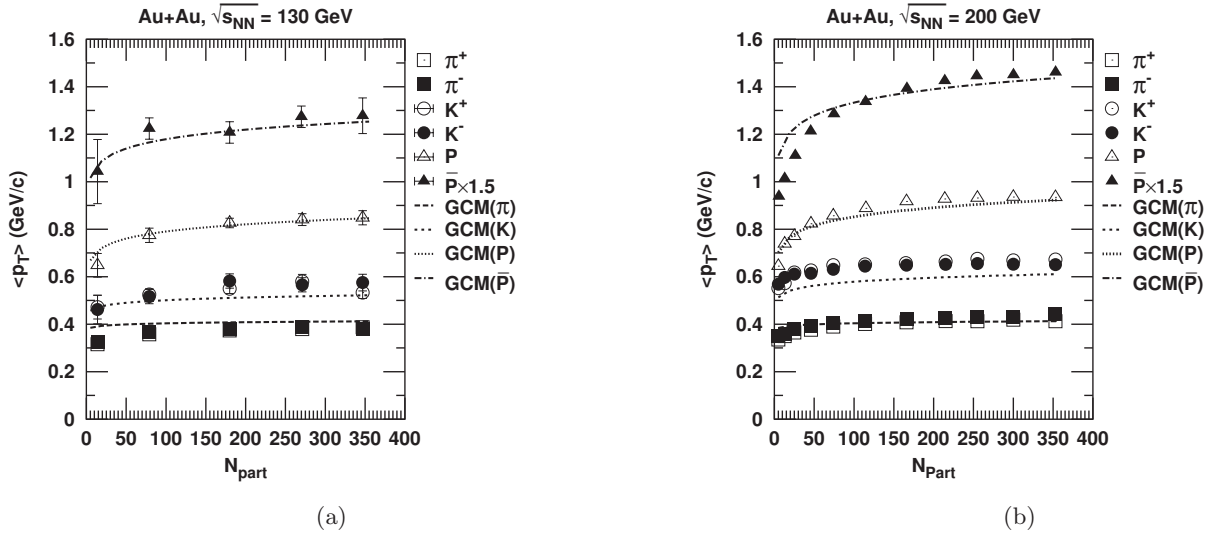 Au+Au, √sNN = 130 GeV
1.6
1.4
1.2
1
0.8
0.6
0.4
0.2
0
<pT> (GeV/c)
0 50 100 150 200 250 300 350 400
Npart
π+
π-
K+
K-
P
P̄×1.5
GCM(π)
GCM(K)
GCM(P)
GCM(P̄)
(a)
Au+Au, √sNN = 200 GeV
1.6
1.4
1.2
1
0.8
0.6
0.4
0.2
0
<pT> (GeV/c)
0 50 100 150 200 250 300 350 400
NPart
π+
π-
K+
K-
P
P̄×1.5
GCM(π)
GCM(K)
GCM(P)
GCM(P̄)
(b)